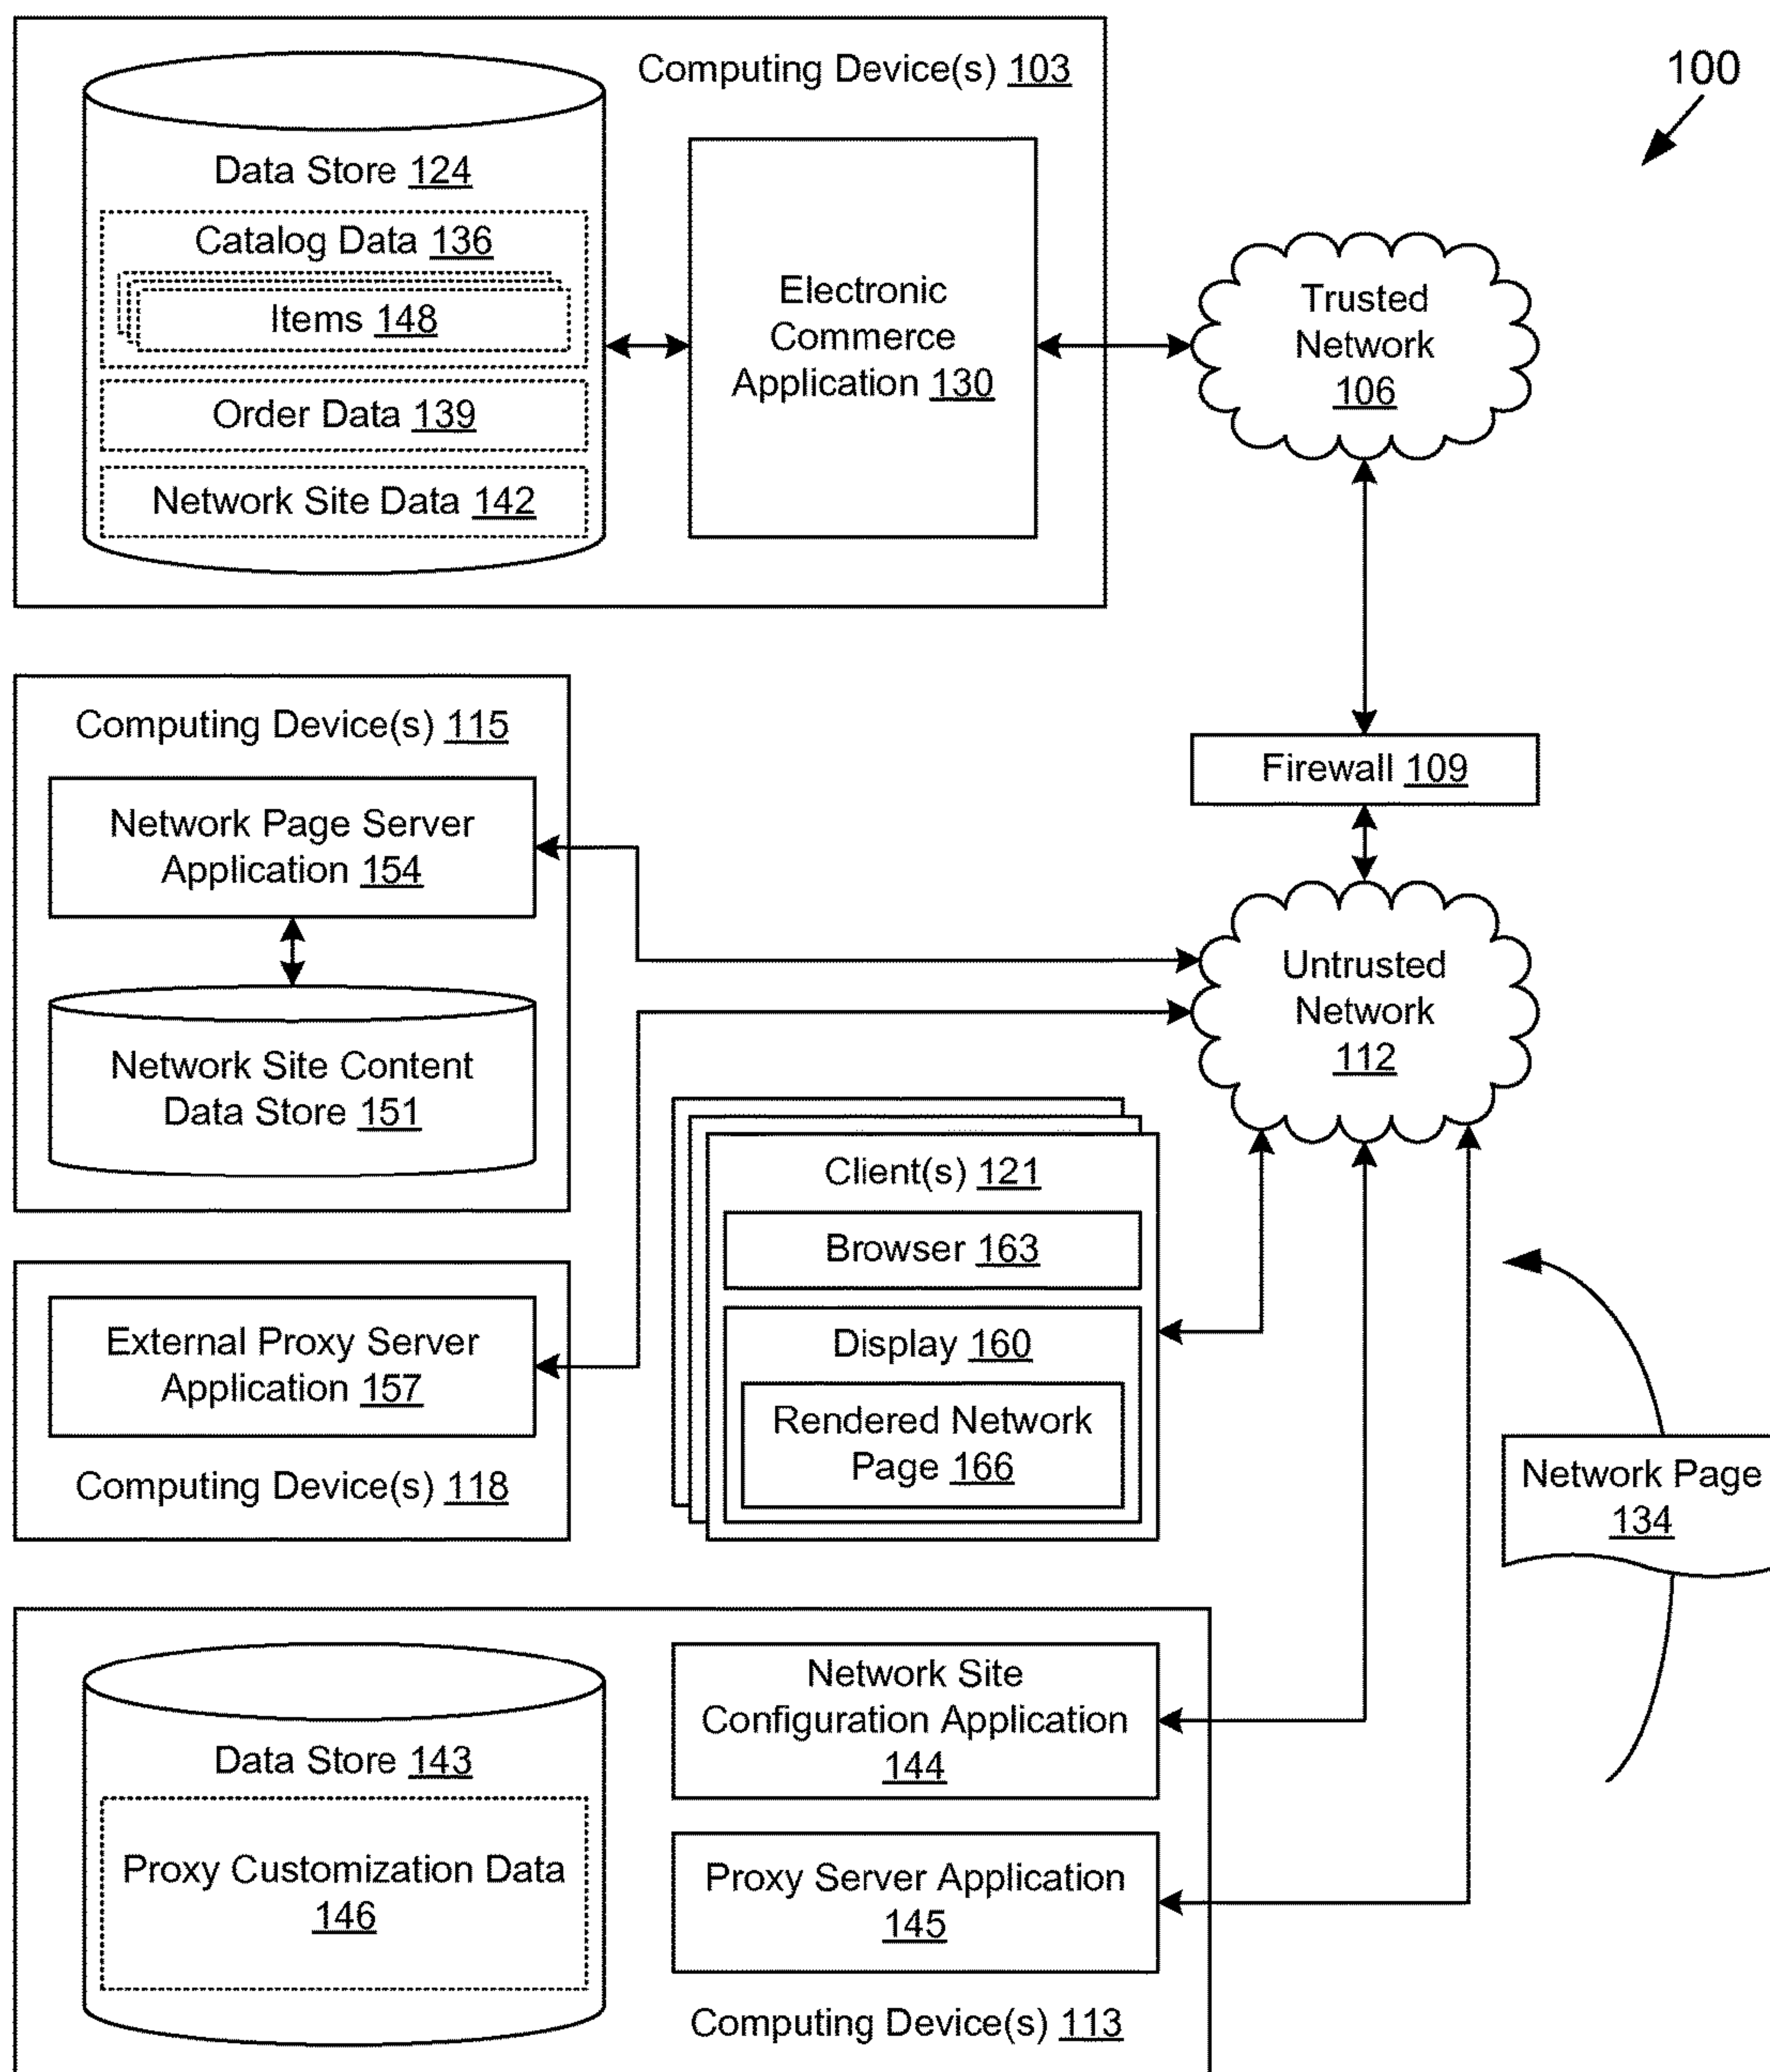 Computing Device(s) 103
100
Data Store 124
Catalog Data 136
Items 148
Order Data 139
Network Site Data 142
Electronic
Commerce
Application 130
Trusted
Network
106
Computing Device(s) 115
Network Page Server
Application 154
Network Site Content
Data Store 151
Firewall 109
Untrusted
Network
112
Client(s) 121
Browser 163
Display 160
Rendered Network
Page 166
External Proxy Server
Application 157
Computing Device(s) 118
Network Page
134
Data Store 143
Proxy Customization Data
146
Network Site
Configuration Application
144
Proxy Server Application
145
Computing Device(s) 113